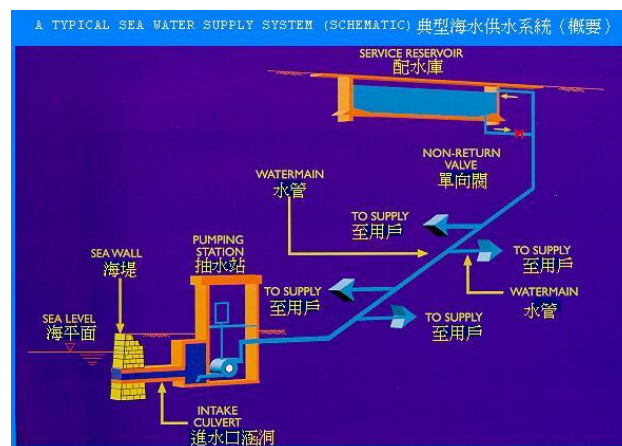 A TYPICAL SEA WATER SUPPLY SYSTEM (SCHEMATIC) 典型海水供水系統（概要）
SERVICE RESERVOIR
配水庫
NON-RETURN
VALVE
單向閥
WATERMAIN
水管
TO SUPPLY
至用戶
TO SUPPLY
至用戶
PUMPING
STATION
抽水站
SEA WALL
海堤
TO SUPPLY
至用戶
WATERMAIN
水管
SEA LEVEL
海平面
TO SUPPLY
至用戶
INTAKE
CULVERT
進水口涵洞